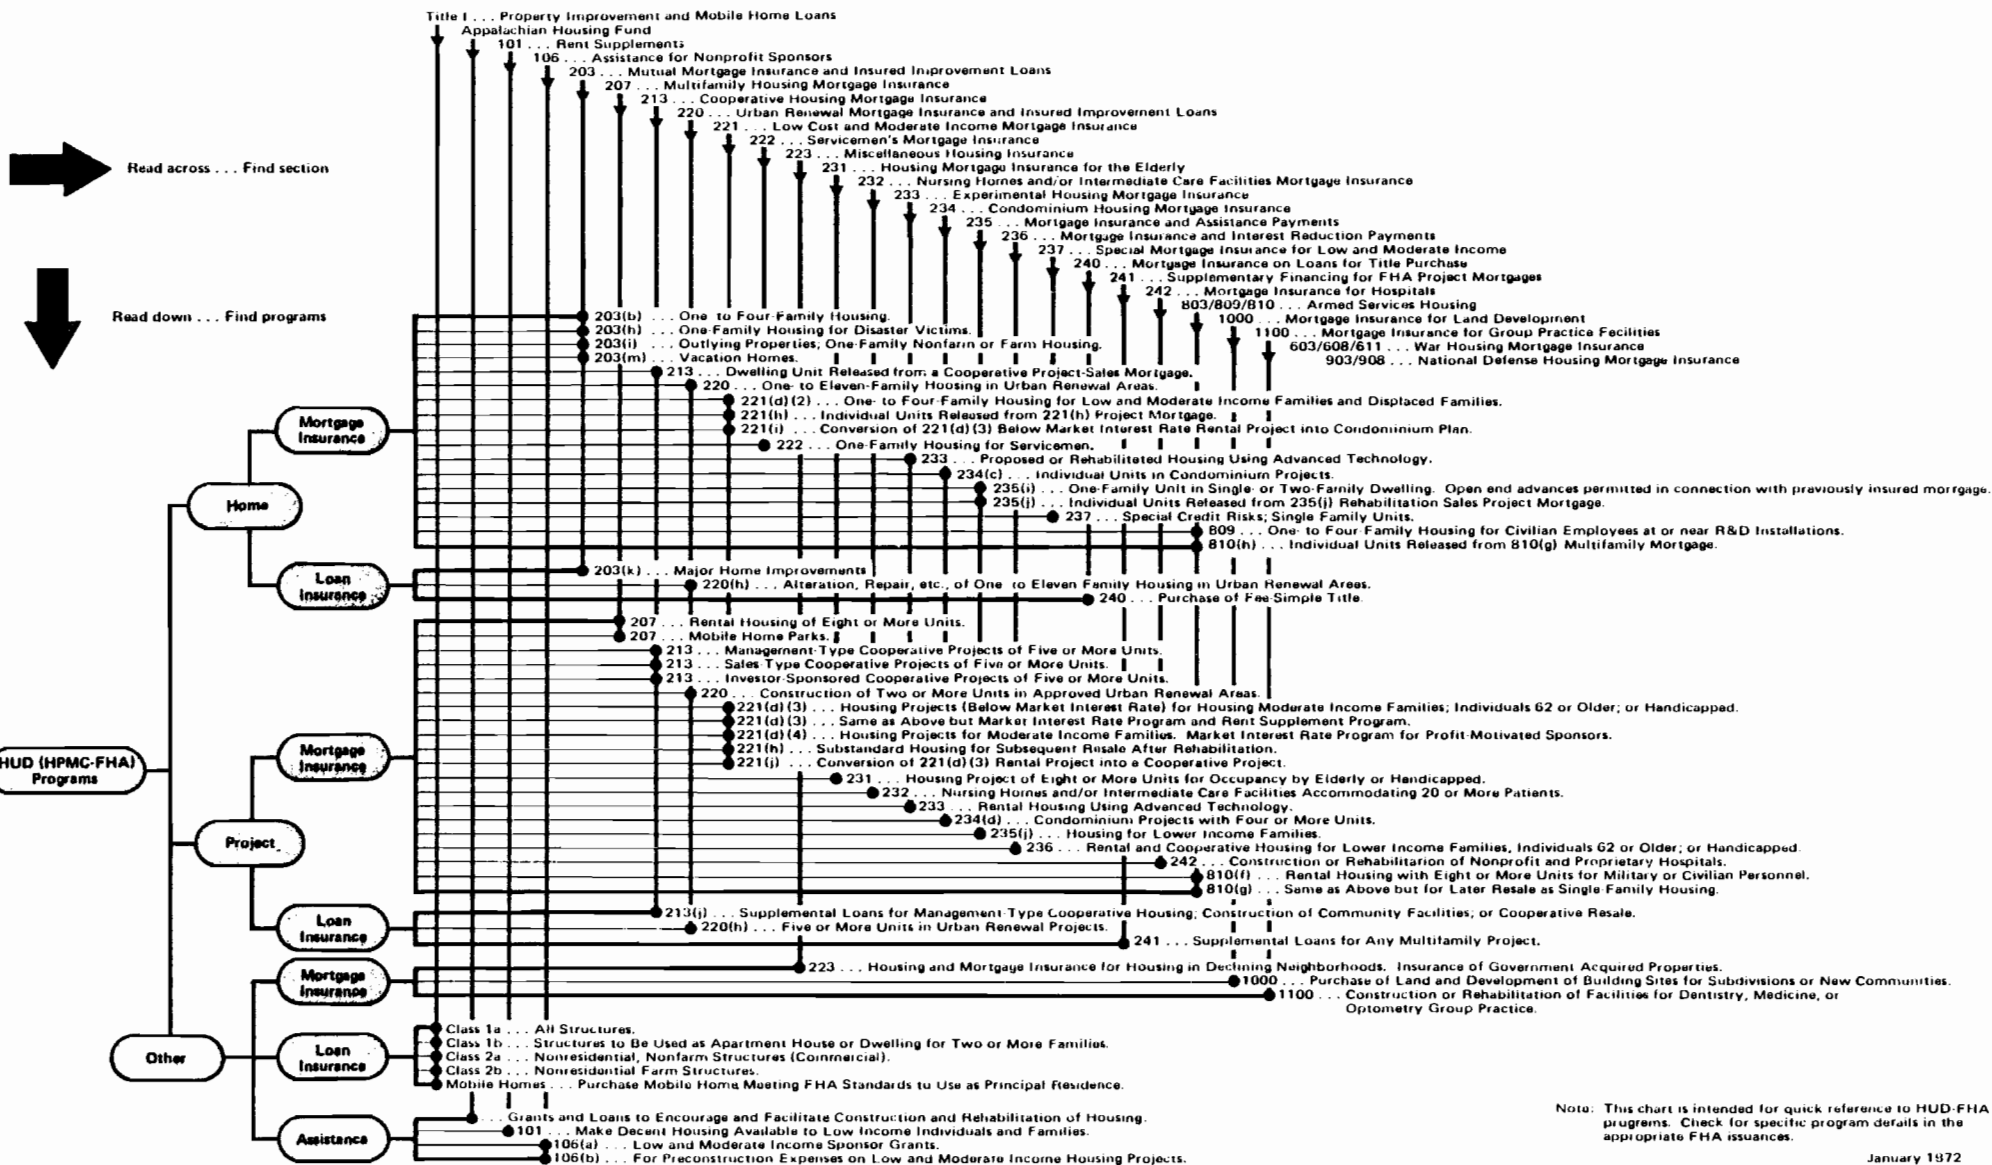 Title I . . . Property Improvement and Mobile Home Loans
Appalachian Housing Fund
101 . . . Rent Supplements
106 . . . Assistance for Nonprofit Sponsors
203 . . . Mutual Mortgage Insurance and Insured Improvement Loans
207 . . . Multifamily Housing Mortgage Insurance
213 . . . Cooperative Housing Mortgage Insurance
220 . . . Urban Renewal Mortgage Insurance and Insured Improvement Loans
221 . . . Low Cost and Moderate Income Mortgage Insurance
222 . . . Servicemen's Mortgage Insurance
223 . . . Miscellaneous Housing Insurance
231 . . . Housing Mortgage Insurance for the Elderly
232 . . . Nursing Homes and/or Intermediate Care Facilities Mortgage Insurance
233 . . . Experimental Housing Mortgage Insurance
234 . . . Condominium Housing Mortgage Insurance
235 . . . Mortgage Insurance and Assistance Payments
236 . . . Mortgage Insurance and Interest Reduction Payments
237 . . . Special Mortgage Insurance for Low and Moderate Income
240 . . . Mortgage Insurance on Loans for Title Purchase
241 . . . Supplementary Financing for FHA Project Mortgages
242 . . . Mortgage Insurance for Hospitals
803/809/810 . . . Armed Services Housing
1000 . . . Mortgage Insurance for Land Development
1100 . . . Mortgage Insurance for Group Practice Facilities
603/608/611 . . . War Housing Mortgage Insurance
903/908 . . . National Defense Housing Mortgage Insurance
Read across . . . Find section
Read down . . . Find programs
HUD (HPMC-FHA)
Programs
Home
Mortgage
Insurance
203(b) . . . One to Four-Family Housing.
203(h) . . . One-Family Housing for Disaster Victims.
203(i) . . . Outlying Properties; One-Family Nonfarm or Farm Housing.
203(m) . . . Vacation Homes.
213 . . . Dwelling Unit Released from a Cooperative Project-Sales Mortgage.
220 . . . One- to Eleven-Family Housing in Urban Renewal Areas.
221(d)(2) . . . One- to Four-Family Housing for Low and Moderate Income Families and Displaced Families.
221(h) . . . Individual Units Released from 221(h) Project Mortgage.
221(i) . . . Conversion of 221(d)(3) Below Market Interest Rate Rental Project into Condominium Plan.
222 . . . One-Family Housing for Servicemen.
233 . . . Proposed or Rehabilitated Housing Using Advanced Technology.
234(c) . . . Individual Units in Condominium Projects.
235(i) . . . One-Family Unit in Single- or Two-Family Dwelling. Open end advances permitted in connection with previously insured mortgage.
235(j) . . . Individual Units Released from 235(j) Rehabilitation Sales Project Mortgage.
237 . . . Special Credit Risks; Single Family Units.
809 . . . One- to Four-Family Housing for Civilian Employees at or near R&D Installations.
810(h) . . . Individual Units Released from 810(g) Multifamily Mortgage.
Loan
Insurance
203(k) . . . Major Home Improvements
220(h) . . . Alteration, Repair, etc., of One- to Eleven Family Housing in Urban Renewal Areas.
240 . . . Purchase of Fee-Simple Title.
Project
Mortgage
Insurance
207 . . . Rental Housing of Eight or More Units.
207 . . . Mobile Home Parks.
213 . . . Management-Type Cooperative Projects of Five or More Units.
213 . . . Sales-Type Cooperative Projects of Five or More Units.
213 . . . Investor-Sponsored Cooperative Projects of Five or More Units.
220 . . . Construction of Two or More Units in Approved Urban Renewal Areas.
221(d)(3) . . . Housing Projects (Below Market Interest Rate) for Housing Moderate Income Families; Individuals 62 or Older; or Handicapped.
221(d)(3) . . . Same as Above but Market Interest Rate Program and Rent Supplement Program.
221(d)(4) . . . Housing Projects for Moderate Income Families. Market Interest Rate Program for Profit-Motivated Sponsors.
221(h) . . . Substandard Housing for Subsequent Resale After Rehabilitation.
221(j) . . . Conversion of 221(d)(3) Rental Project into a Cooperative Project.
231 . . . Housing Project of Eight or More Units for Occupancy by Elderly or Handicapped.
232 . . . Nursing Homes and/or Intermediate Care Facilities Accommodating 20 or More Patients.
233 . . . Rental Housing Using Advanced Technology.
234(d) . . . Condominium Projects with Four or More Units.
235(j) . . . Housing for Lower Income Families.
236 . . . Rental and Cooperative Housing for Lower Income Families, Individuals 62 or Older; or Handicapped.
242 . . . Construction or Rehabilitation of Nonprofit and Proprietary Hospitals.
810(f) . . . Rental Housing with Eight or More Units for Military or Civilian Personnel.
810(g) . . . Same as Above but for Later Resale as Single-Family Housing.
Loan
Insurance
213(j) . . . Supplemental Loans for Management-Type Cooperative Housing; Construction of Community Facilities; or Cooperative Resale.
220(h) . . . Five or More Units in Urban Renewal Projects.
241 . . . Supplemental Loans for Any Multifamily Project.
Other
Mortgage
Insurance
223 . . . Housing and Mortgage Insurance for Housing in Declining Neighborhoods. Insurance of Government Acquired Properties.
1000 . . . Purchase of Land and Development of Building Sites for Subdivisions or New Communities.
1100 . . . Construction or Rehabilitation of Facilities for Dentistry, Medicine, or
Optometry Group Practice.
Loan
Insurance
Class 1a . . . All Structures.
Class 1b . . . Structures to Be Used as Apartment House or Dwelling for Two or More Families.
Class 2a . . . Nonresidential, Nonfarm Structures (Commercial).
Class 2b . . . Nonresidential Farm Structures.
Mobile Homes . . . Purchase Mobile Home Meeting FHA Standards to Use as Principal Residence.
Assistance
. . . Grants and Loans to Encourage and Facilitate Construction and Rehabilitation of Housing.
101 . . . Make Decent Housing Available to Low Income Individuals and Families.
106(a) . . . Low and Moderate Income Sponsor Grants.
106(b) . . . For Preconstruction Expenses on Low and Moderate Income Housing Projects.
Note: This chart is intended for quick reference to HUD-FHA
programs. Check for specific program details in the
appropriate FHA issuances.
January 1972